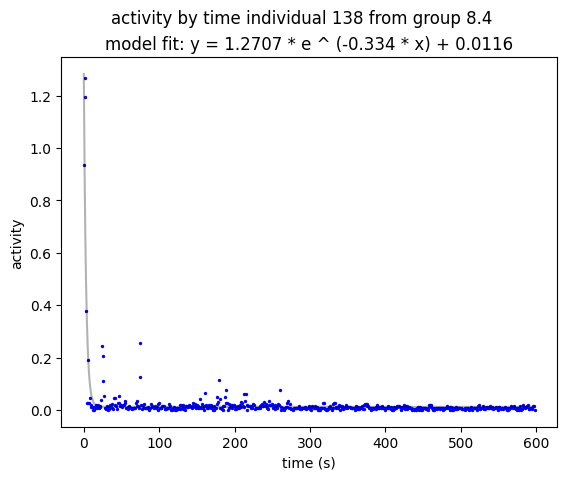 activity by time individual 138 from group 8.4
model fit: y = 1.2707 * e ^ (-0.334 * x) + 0.0116
1.2
1.0
0.8
0.6
0.4
0.2
0.0
activity
0 100 200 300 400 500 600
time (s)